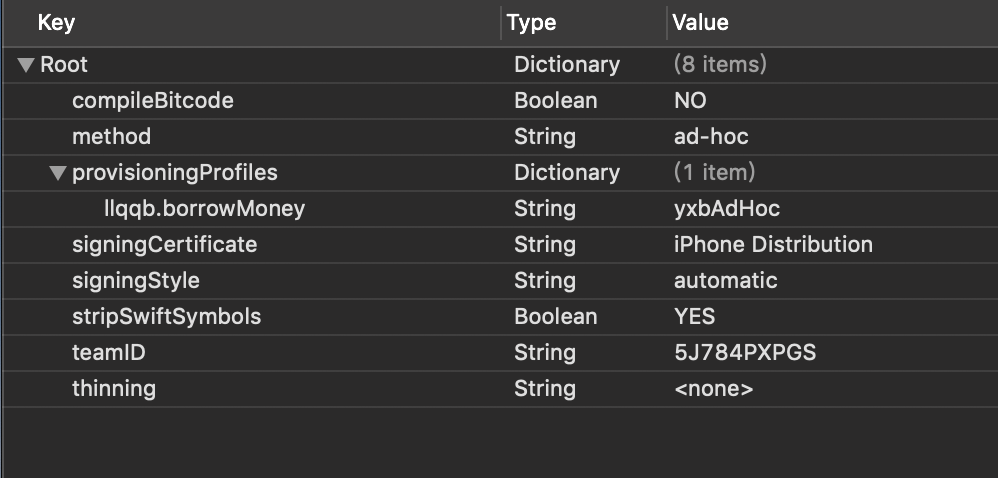 Key Type Value
Root Dictionary (8 items)
compileBitcode Boolean NO
method String ad-hoc
provisioningProfiles Dictionary (1 item)
llqqb.borrowMoney String yxbAdHoc
signingCertificate String iPhone Distribution
signingStyle String automatic
stripSwiftSymbols Boolean YES
teamID String 5J784PXPGS
thinning String <none>